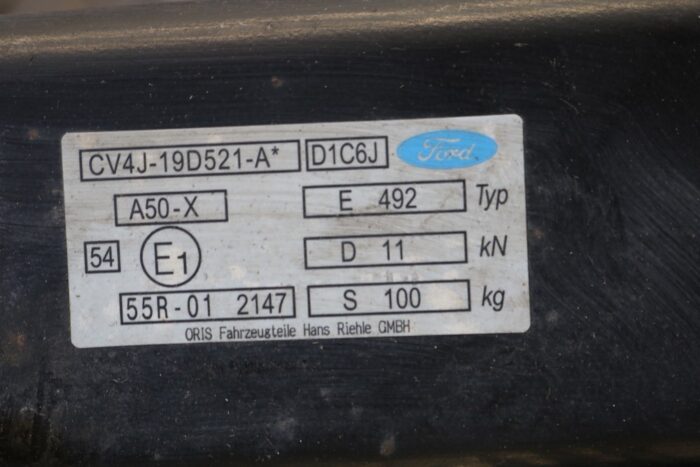 CV4J-19D521-A* D1C6J Ford
A50-X E 492 Typ
54 E1 D 11 kN
55R-01 2147 S 100 kg
ORIS Fahrzeugteile Hans Riehle GMBH